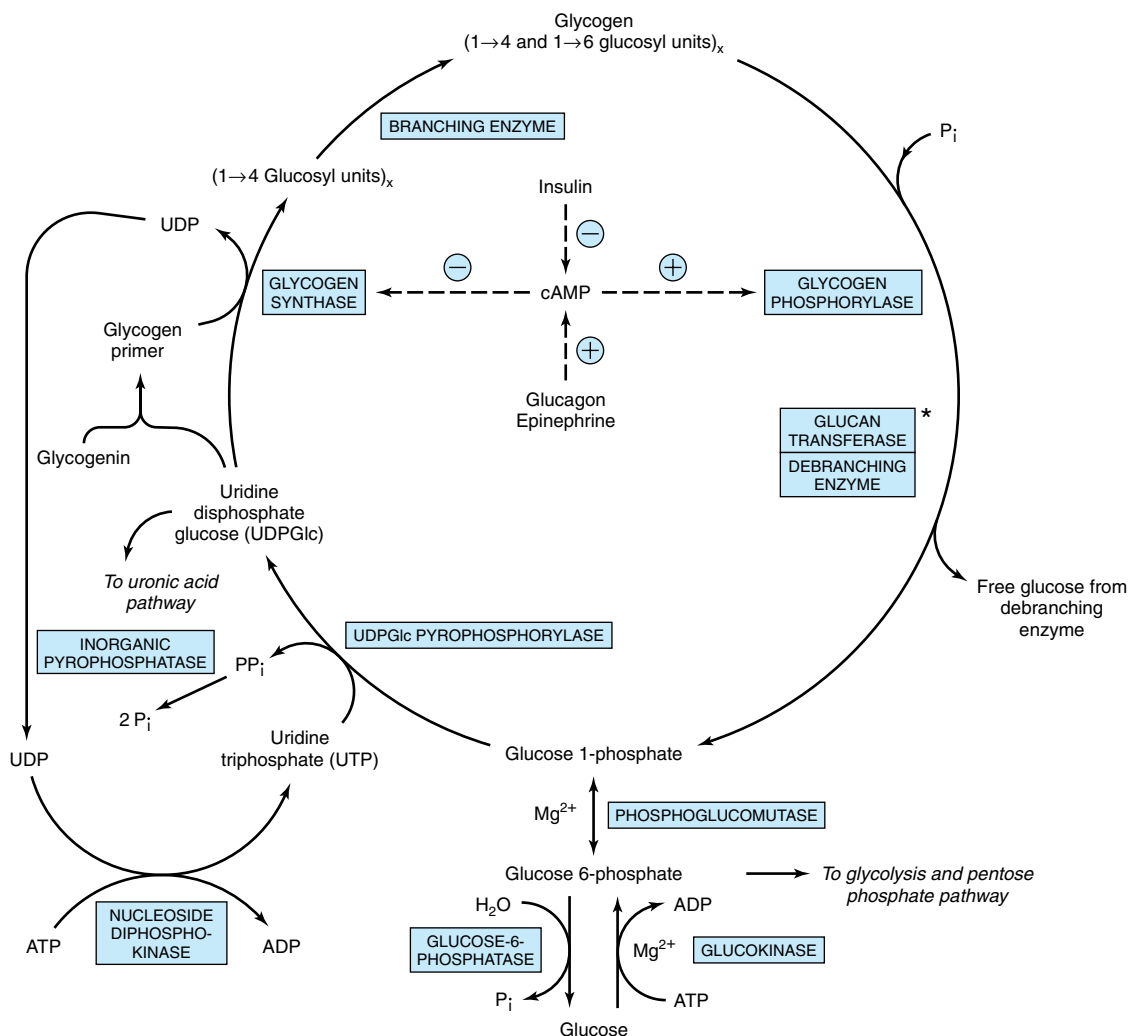 Glycogen
(1→4 and 1→6 glucosyl units)x
BRANCHING ENZYME
Pi
(1→4 Glucosyl units)x
Insulin
UDP
−
−
+
GLYCOGEN
SYNTHASE
cAMP
GLYCOGEN
PHOSPHORYLASE
Glycogen
primer
+
Glucagon
Epinephrine
GLUCAN
TRANSFERASE
*
DEBRANCHING
ENZYME
Glycogenin
Uridine
disphosphate
glucose (UDPGlc)
To uronic acid
pathway
Free glucose from
debranching
enzyme
UDPGlc PYROPHOSPHORYLASE
INORGANIC
PYROPHOSPHATASE
PPi
2 Pi
UDP
Uridine
triphosphate (UTP)
Glucose 1-phosphate
Mg2+
PHOSPHOGLUCOMUTASE
Glucose 6-phosphate
To glycolysis and pentose
phosphate pathway
H2O
ADP
ATP
NUCLEOSIDE
DIPHOSPHO-
KINASE
ADP
GLUCOSE-6-
PHOSPHATASE
Mg2+
GLUCOKINASE
Pi
ATP
Glucose